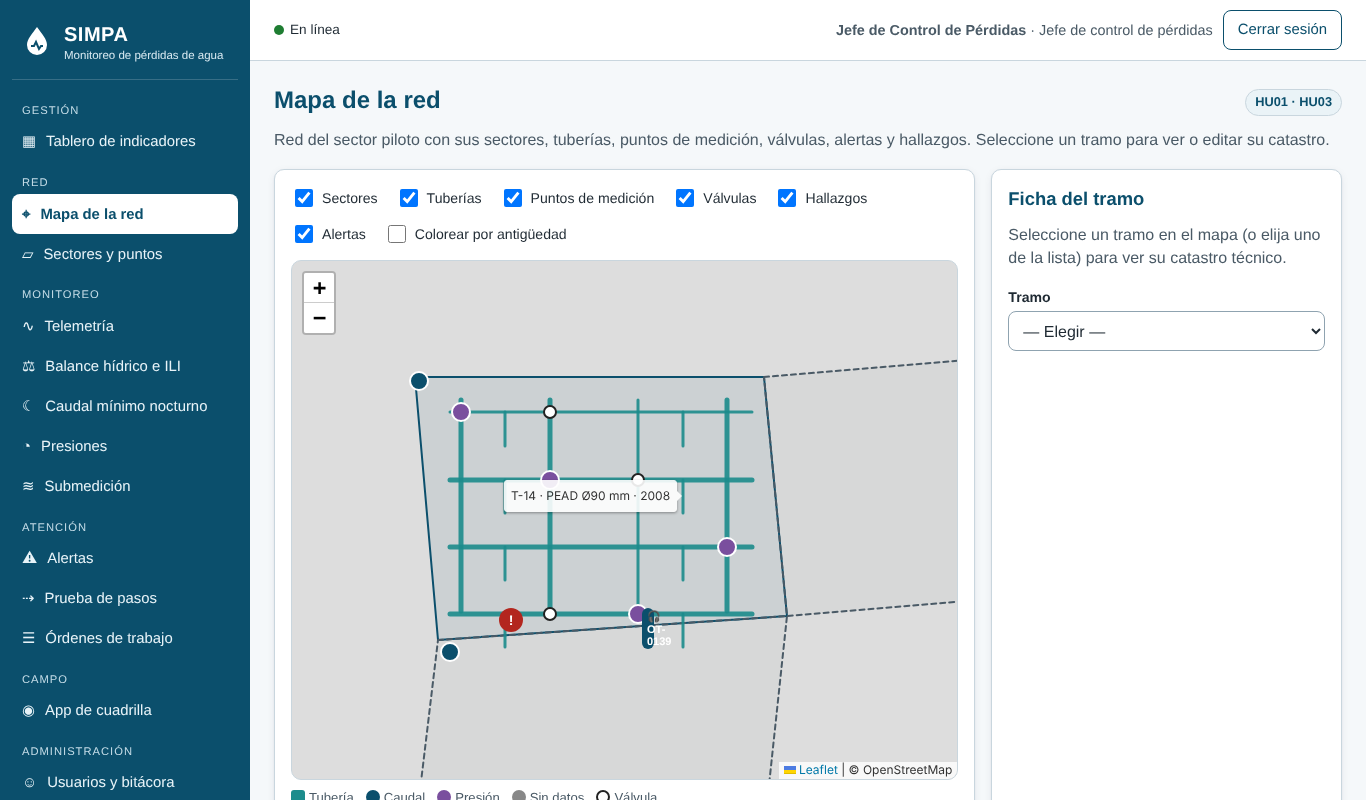 SIMPA
Monitoreo de pérdidas de agua
GESTIÓN
Tablero de indicadores
RED
Mapa de la red
Sectores y puntos
MONITOREO
Telemetría
Balance hídrico e ILI
Caudal mínimo nocturno
Presiones
Submedición
ATENCIÓN
Alertas
Prueba de pasos
Órdenes de trabajo
CAMPO
App de cuadrilla
ADMINISTRACIÓN
Usuarios y bitácora
En línea
Jefe de Control de Pérdidas · Jefe de control de pérdidas
Cerrar sesión
Mapa de la red
HU01 · HU03
Red del sector piloto con sus sectores, tuberías, puntos de medición, válvulas, alertas y hallazgos. Seleccione un tramo para ver o editar su catastro.
Sectores
Tuberías
Puntos de medición
Válvulas
Hallazgos
Alertas
Colorear por antigüedad
+
−
T-14 · PEAD Ø90 mm · 2008
!
OT-
0139
Leaflet | © OpenStreetMap
Tubería
Caudal
Presión
Sin datos
Válvula
Ficha del tramo
Seleccione un tramo en el mapa (o elija uno
de la lista) para ver su catastro técnico.
Tramo
— Elegir —